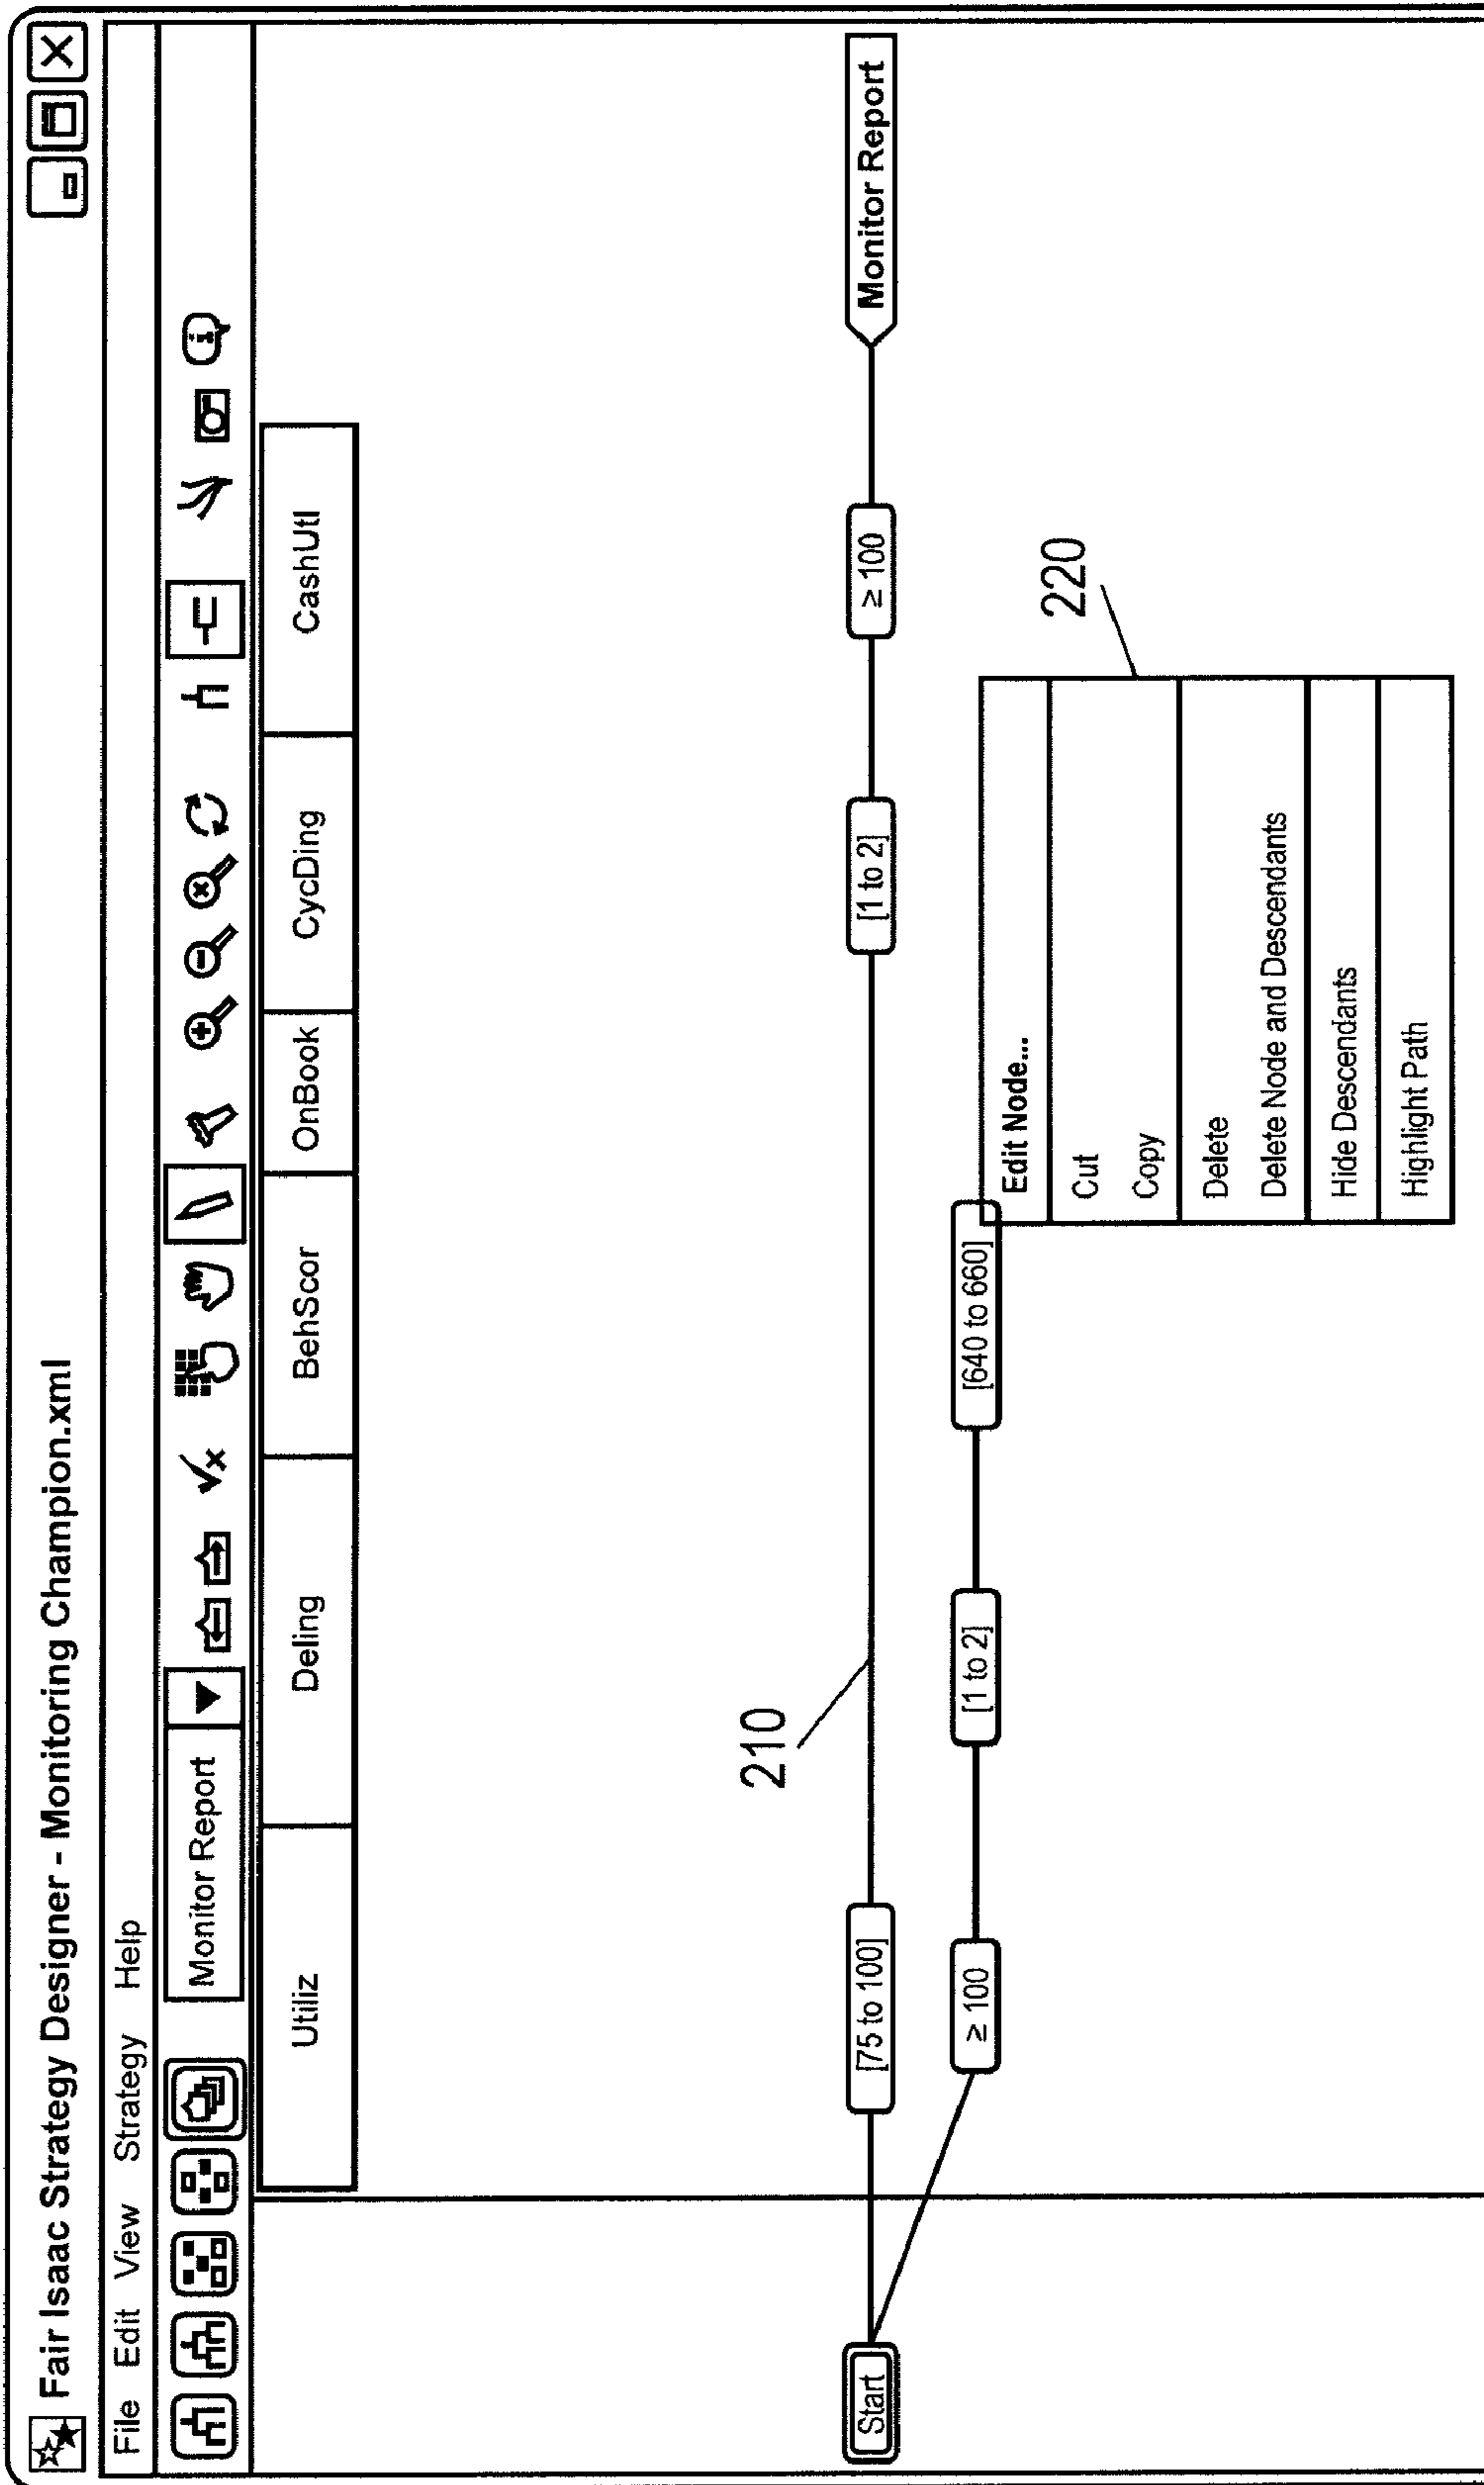 Fair Isaac Strategy Designer - Monitoring Champion.xml
File Edit View Strategy Help
Monitor Report
Utiliz Deling BehScor OnBook CycDing CashUtl
210
Start [75 to 100] [1 to 2] ≥ 100 Monitor Report
≥ 100 [1 to 2] [640 to 660]
220
Edit Node...
Cut
Copy
Delete
Delete Node and Descendants
Hide Descendants
Highlight Path